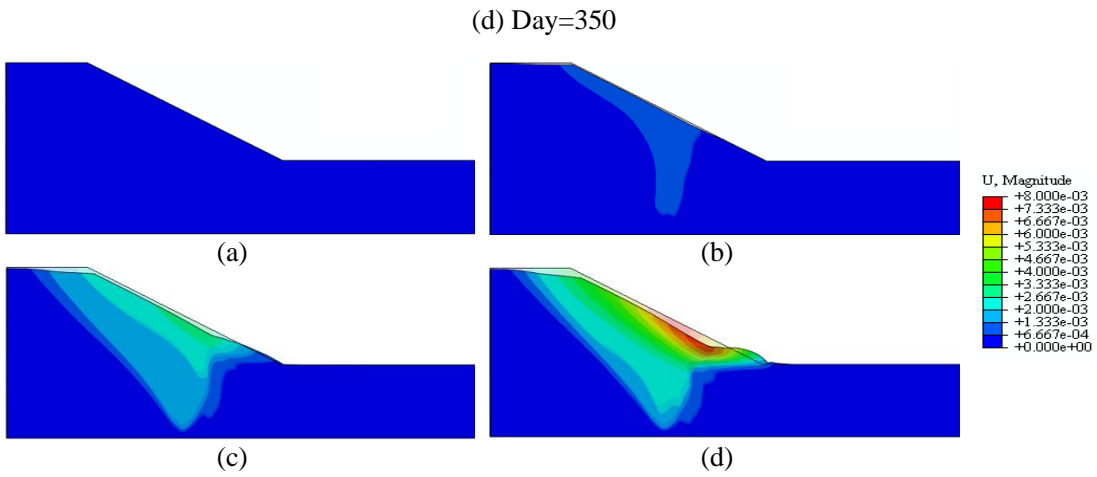 (d) Day=350
(a)
(b)
U, Magnitude
+8.000e-03
+7.333e-03
+6.667e-03
+6.000e-03
+5.333e-03
+4.667e-03
+4.000e-03
+3.333e-03
+2.667e-03
+2.000e-03
+1.333e-03
+6.667e-04
+0.000e+00
(c)
(d)